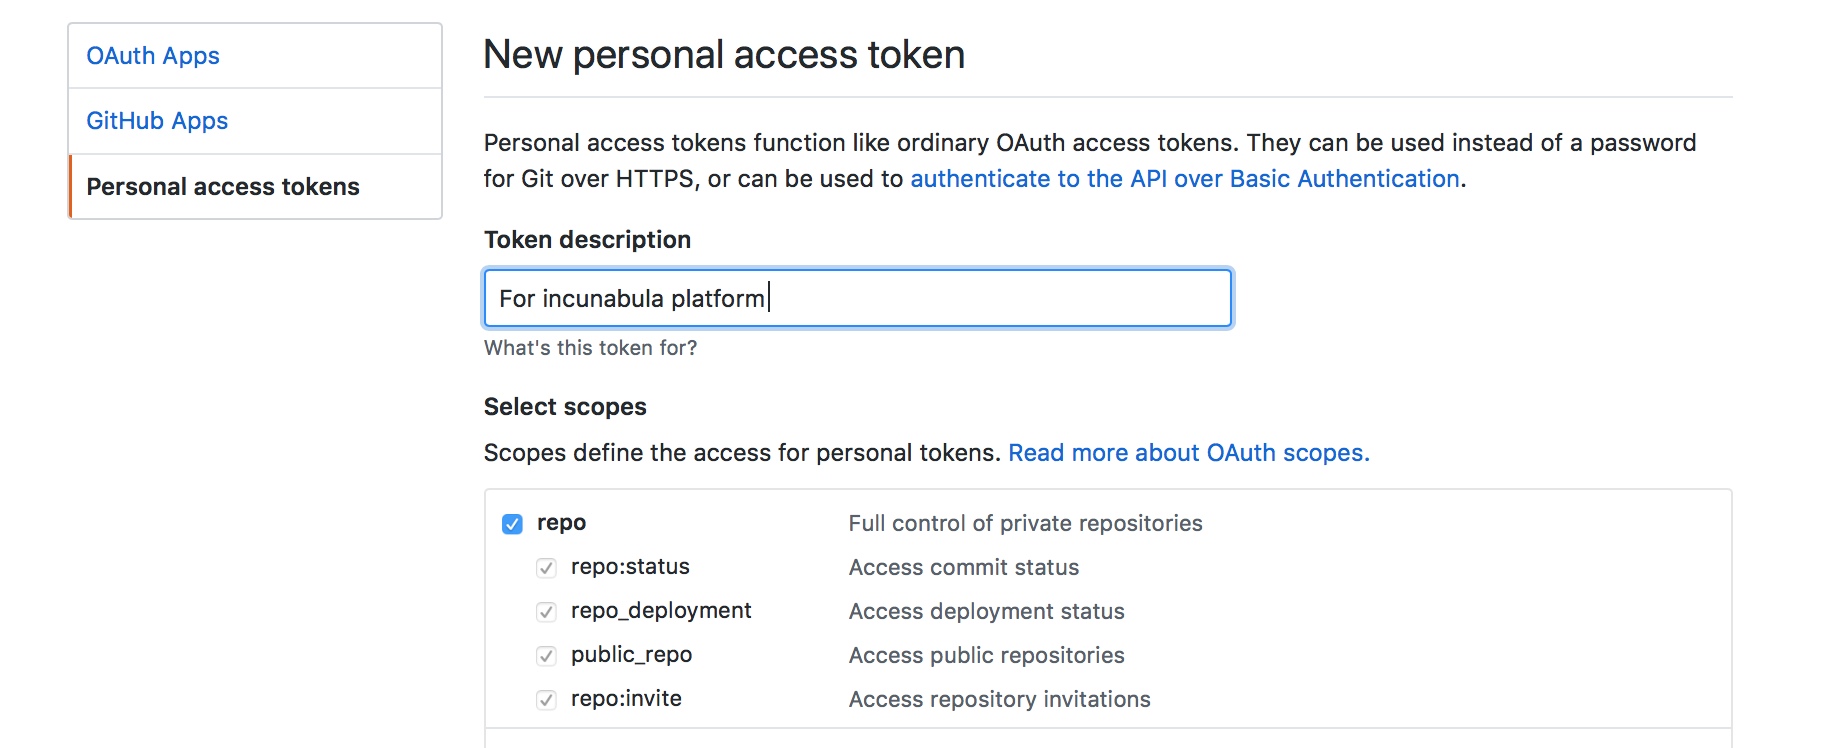 OAuth Apps
GitHub Apps
Personal access tokens
New personal access token
Personal access tokens function like ordinary OAuth access tokens. They can be used instead of a password
for Git over HTTPS, or can be used to authenticate to the API over Basic Authentication.
Token description
For incunabula platform
What's this token for?
Select scopes
Scopes define the access for personal tokens. Read more about OAuth scopes.
repo Full control of private repositories
repo:status Access commit status
repo_deployment Access deployment status
public_repo Access public repositories
repo:invite Access repository invitations